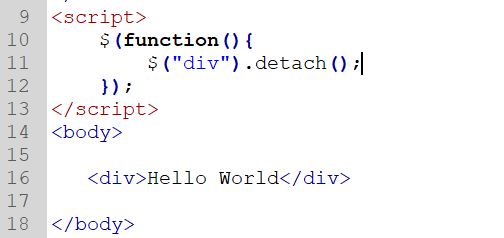 9 <script>
10     $(function(){
11         $("div").detach();
12     });
13 </script>
14 <body>
15
16    <div>Hello World</div>
17
18 </body>